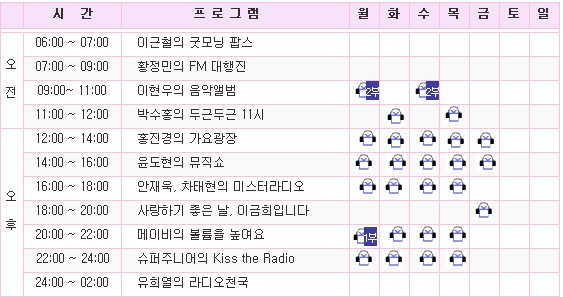 시 간 프 로 그 램 월 화 수 목 금 토 일
오전
06:00 ~ 07:00 이근철의 굿모닝 팝스
07:00 ~ 09:00 황정민의 FM 대행진
09:00 ~ 11:00 이현우의 음악앨범 2부 2부
11:00 ~ 12:00 박수홍의 두근두근 11시
오후
12:00 ~ 14:00 홍진경의 가요광장
14:00 ~ 16:00 윤도현의 뮤직쇼
16:00 ~ 18:00 안재욱, 차태현의 미스터라디오
18:00 ~ 20:00 사랑하기 좋은 날, 이금희입니다
20:00 ~ 22:00 메이비의 볼륨을 높여요 1부
22:00 ~ 24:00 슈퍼주니어의 Kiss the Radio
24:00 ~ 02:00 유희열의 라디오천국